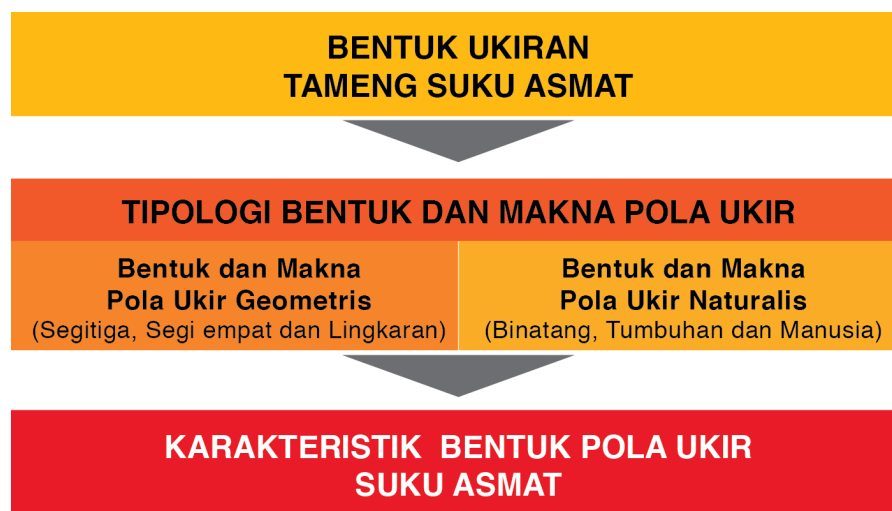 BENTUK UKIRAN
TAMENG SUKU ASMAT
TIPOLOGI BENTUK DAN MAKNA POLA UKIR
Bentuk dan Makna
Pola Ukir Geometris
(Segitiga, Segi empat dan Lingkaran)
Bentuk dan Makna
Pola Ukir Naturalis
(Binatang, Tumbuhan dan Manusia)
KARAKTERISTIK BENTUK POLA UKIR
SUKU ASMAT